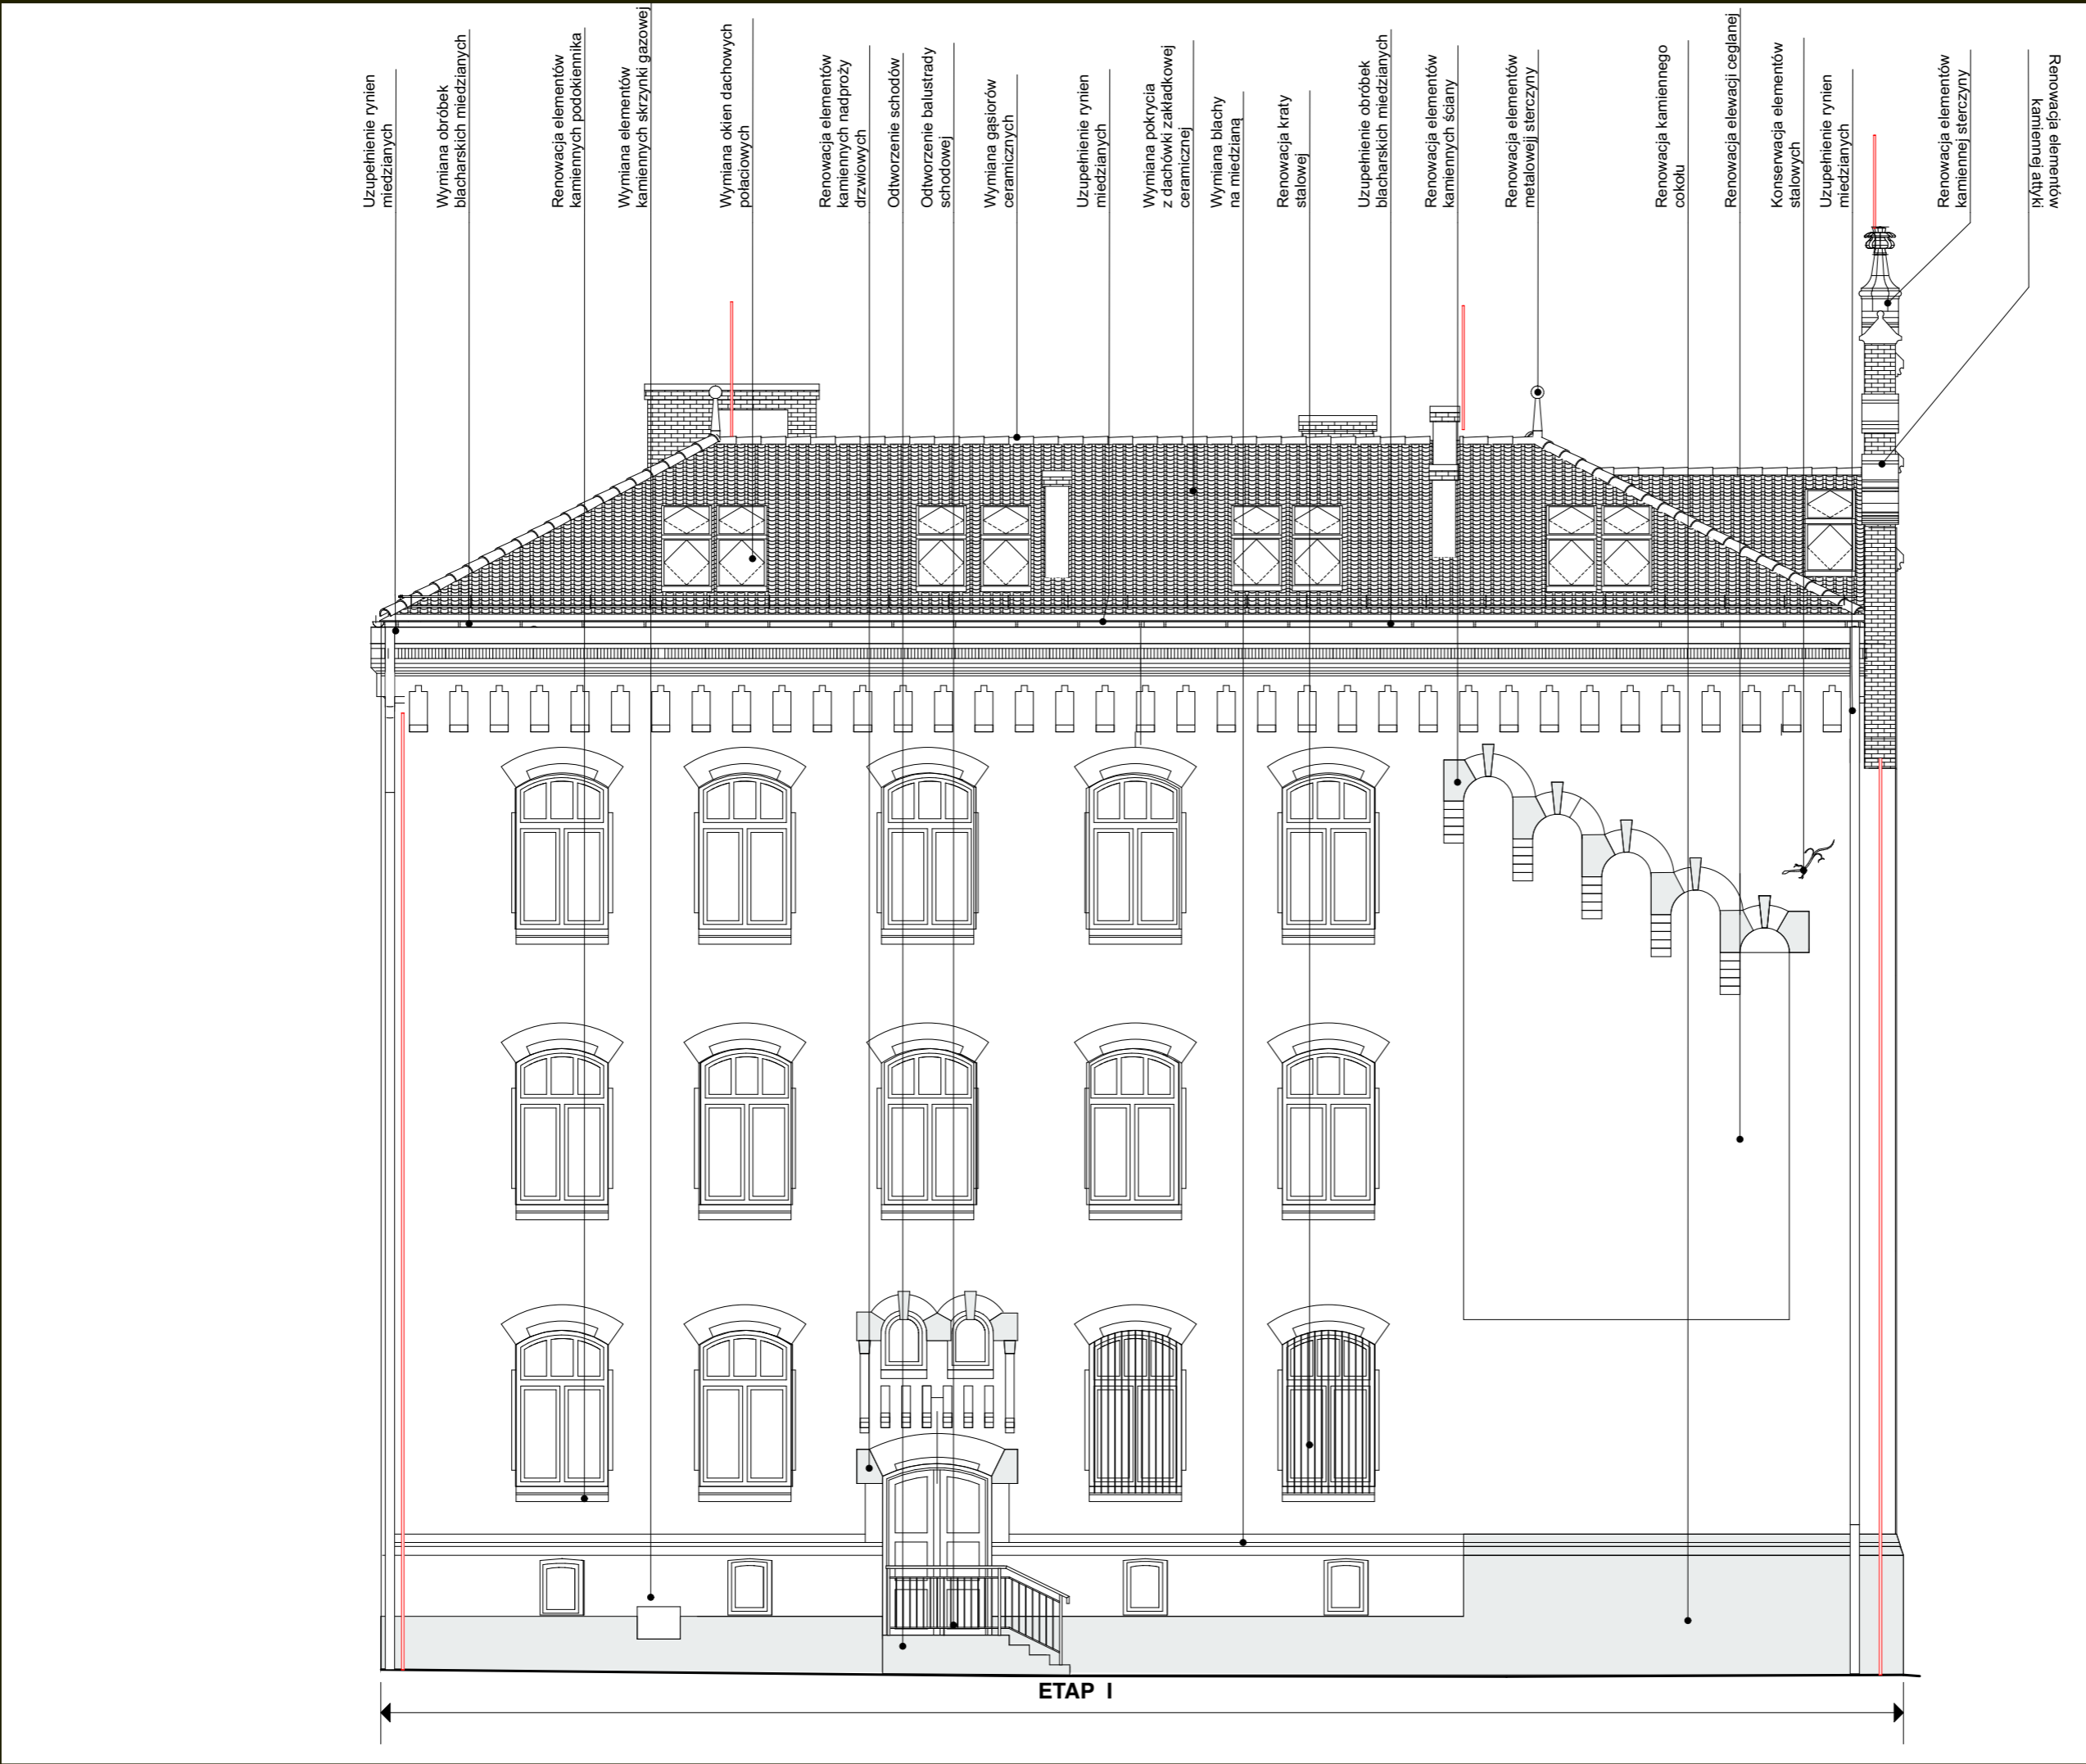 Uzupełnienie rynien
miedzianych
Wymiana obróbek
blacharskich miedzianych
Renowacja elementów
kamiennych podokiennika
Wymiana elementów
kamiennych skrzynki gazowej
Wymiana okien dachowych
połaciowych
Renowacja elementów
kamiennych nadproży
drzwiowych
Odtworzenie schodów
Odtworzenie balustrady
schodowej
Wymiana gąsiorów
ceramicznych
Uzupełnienie rynien
miedzianych
Wymiana pokrycia
z dachówki zakładkowej
ceramicznej
Wymiana blachy
na miedzianą
Renowacja kraty
stalowej
Uzupełnienie obróbek
blacharskich miedzianych
Renowacja elementów
kamiennych ściany
Renowacja elementów
metalowej sterczyny
Renowacja kamiennego
cokołu
Renowacja elewacji ceglanej
Konserwacja elementów
stalowych
Uzupełnienie rynien
miedzianych
Renowacja elementów
kamiennej sterczyny
Renowacja elementów
kamiennej attyki
ETAP I